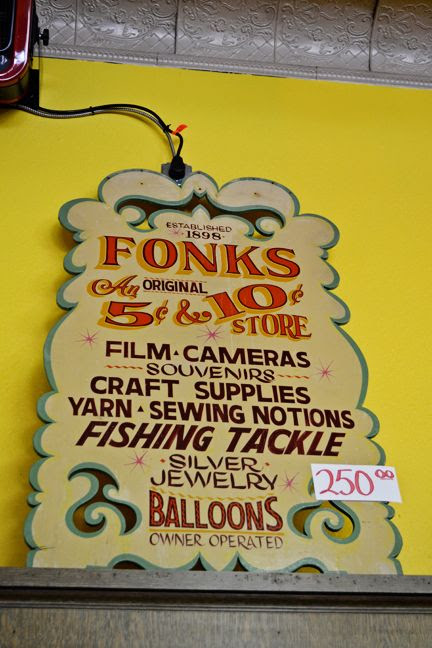 ESTABLISHED
·1898·
FONKS
An ORIGINAL
5¢ & 10¢
STORE
FILM·CAMERAS
SOUVENIRS
CRAFT SUPPLIES
YARN·SEWING NOTIONS
FISHING TACKLE
·SILVER·
JEWELRY
BALLOONS
OWNER OPERATED
250.00